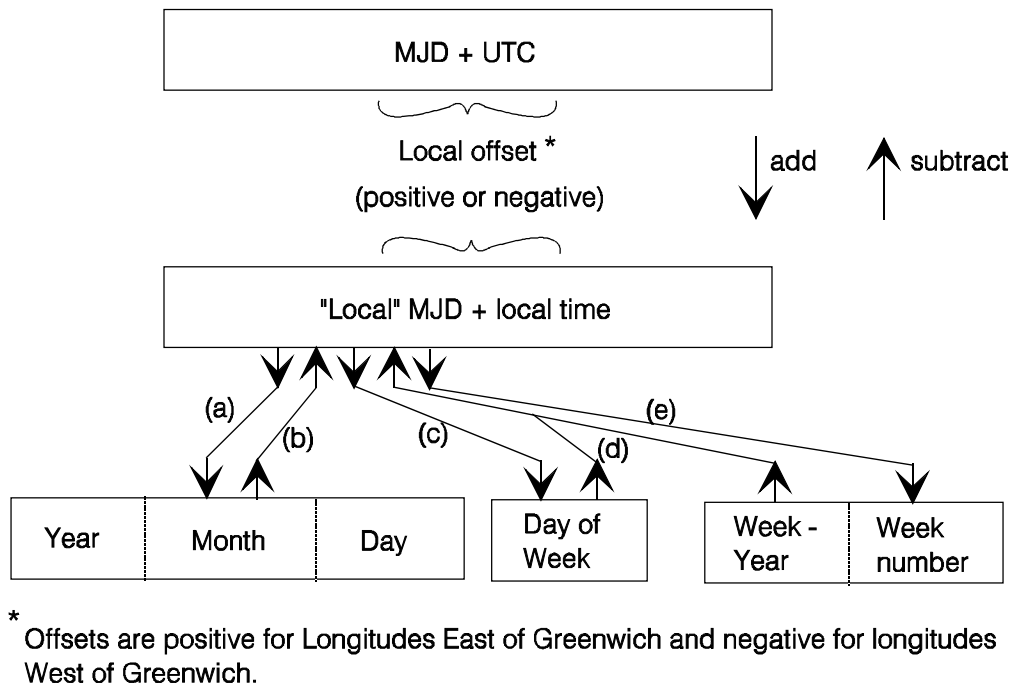 MJD + UTC
Local offset *
(positive or negative)
add
subtract
"Local" MJD + local time
(a)
(b)
(c)
(d)
(e)
Year
Month
Day
Day of
Week
Week -
Year
Week
number
* Offsets are positive for Longitudes East of Greenwich and negative for longitudes
West of Greenwich.